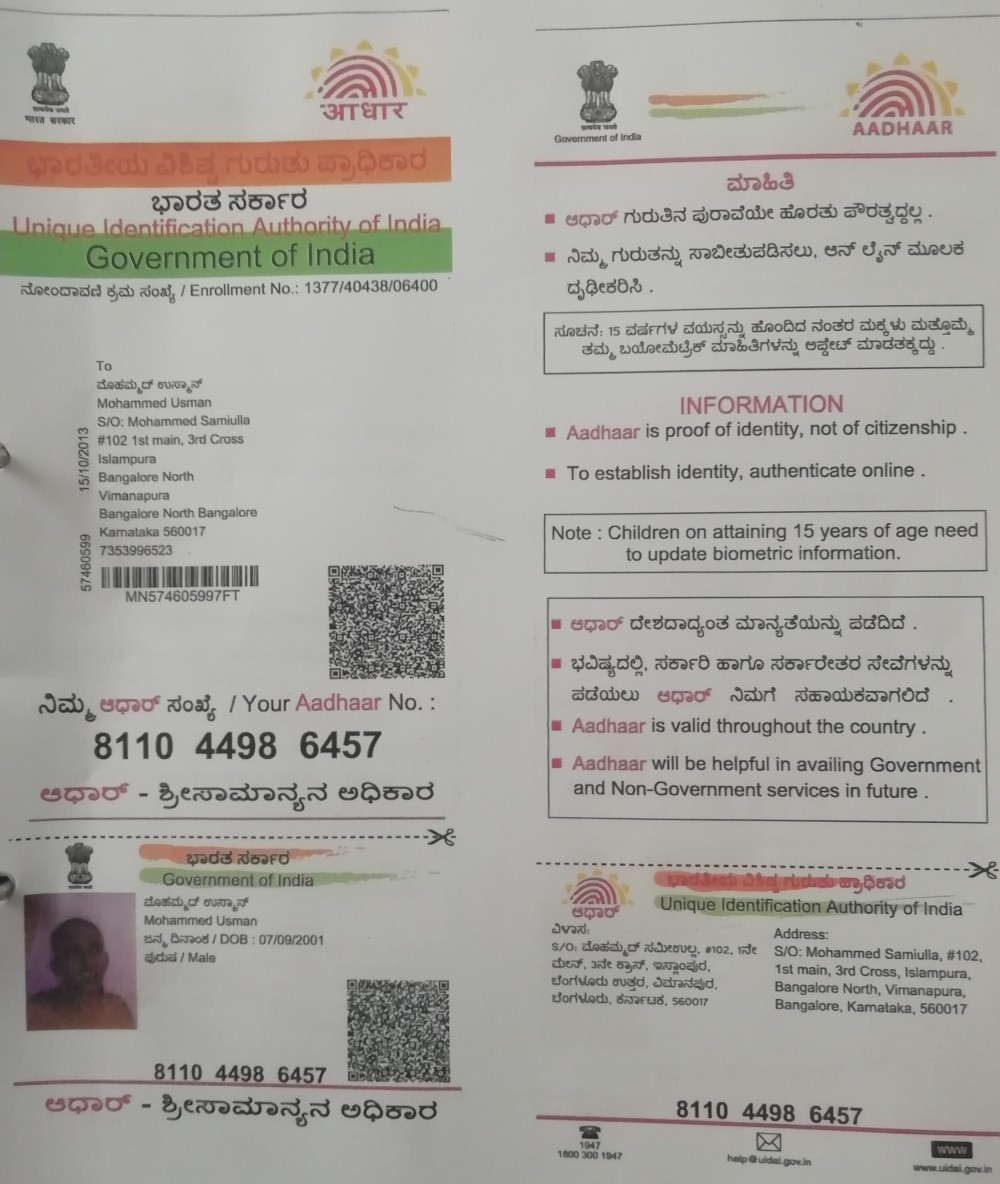 भारत सरकार
आधार
ಭಾರತೀಯ ವಿಶಿಷ್ಟ ಗುರುತು ಪ್ರಾಧಿಕಾರ
ಭಾರತ ಸರ್ಕಾರ
Unique Identification Authority of India
Government of India
ನೋಂದಾವಣಿ ಕ್ರಮ ಸಂಖ್ಯೆ / Enrollment No.: 1377/40438/06400
To
ಮೊಹಮ್ಮದ್ ಉಸ್ಮಾನ್
Mohammed Usman
S/O: Mohammed Samiulla
#102 1st main, 3rd Cross
Islampura
Bangalore North
Vimanapura
Bangalore North Bangalore
Karnataka 560017
7353996523
15/10/2013
57460599
MN574605997FT
ನಿಮ್ಮ ಆಧಾರ್ ಸಂಖ್ಯೆ / Your Aadhaar No. :
8110 4498 6457
ಆಧಾರ್ - ಶ್ರೀಸಾಮಾನ್ಯನ ಅಧಿಕಾರ
ಭಾರತ ಸರ್ಕಾರ
Government of India
ಮೊಹಮ್ಮದ್ ಉಸ್ಮಾನ್
Mohammed Usman
ಜನ್ಮ ದಿನಾಂಕ / DOB : 07/09/2001
ಪುರುಷ / Male
8110 4498 6457
ಆಧಾರ್ - ಶ್ರೀಸಾಮಾನ್ಯನ ಅಧಿಕಾರ
Government of India
AADHAAR
ಮಾಹಿತಿ
ಆಧಾರ್ ಗುರುತಿನ ಪುರಾವೆಯೇ ಹೊರತು ಪೌರತ್ವದ್ದಲ್ಲ .
ನಿಮ್ಮ ಗುರುತನ್ನು ಸಾಬೀತುಪಡಿಸಲು, ಆನ್ ಲೈನ್ ಮೂಲಕ
ದೃಢೀಕರಿಸಿ .
ಸೂಚನೆ: 15 ವರ್ಷಗಳ ವಯಸ್ಸನ್ನು ಹೊಂದಿದ ನಂತರ ಮಕ್ಕಳು ಮತ್ತೊಮ್ಮೆ
ತಮ್ಮ ಬಯೋಮೆಟ್ರಿಕ್ ಮಾಹಿತಿಗಳನ್ನು ಅಪ್ಡೇಟ್ ಮಾಡತಕ್ಕದ್ದು .
INFORMATION
Aadhaar is proof of identity, not of citizenship .
To establish identity, authenticate online .
Note : Children on attaining 15 years of age need
to update biometric information.
ಆಧಾರ್ ದೇಶದಾದ್ಯಂತ ಮಾನ್ಯತೆಯನ್ನು ಪಡೆದಿದೆ .
ಭವಿಷ್ಯದಲ್ಲಿ, ಸರ್ಕಾರಿ ಹಾಗೂ ಸರ್ಕಾರೇತರ ಸೇವೆಗಳನ್ನು
ಪಡೆಯಲು ಆಧಾರ್ ನಿಮಗೆ ಸಹಾಯಕವಾಗಲಿದೆ .
Aadhaar is valid throughout the country .
Aadhaar will be helpful in availing Government
and Non-Government services in future .
ಆಧಾರ್
ಭಾರತೀಯ ವಿಶಿಷ್ಟ ಗುರುತು ಪ್ರಾಧಿಕಾರ
Unique Identification Authority of India
ವಿಳಾಸ:
S/O: ಮೊಹಮ್ಮದ್ ಸಮೀಉಲ್ಲ, #102, 1ನೇ
ಮೇನ್, 3ನೇ ಕ್ರಾಸ್, ಇಸ್ಲಾಂಪುರ,
ಬೆಂಗಳೂರು ಉತ್ತರ, ವಿಮಾನಪುರ,
ಬೆಂಗಳೂರು, ಕರ್ನಾಟಕ, 560017
Address:
S/O: Mohammed Samiulla, #102,
1st main, 3rd Cross, Islampura,
Bangalore North, Vimanapura,
Bangalore, Karnataka, 560017
8110 4498 6457
1947
1800 300 1947
help@uidai.gov.in
WWW
www.uidai.gov.in